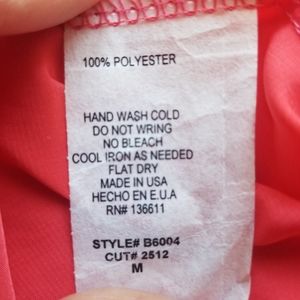 100% POLYESTER
HAND WASH COLD
DO NOT WRING
NO BLEACH
COOL IRON AS NEEDED
FLAT DRY
MADE IN USA
HECHO EN E.U.A
RN# 136611
STYLE# B6004
CUT# 2512
M